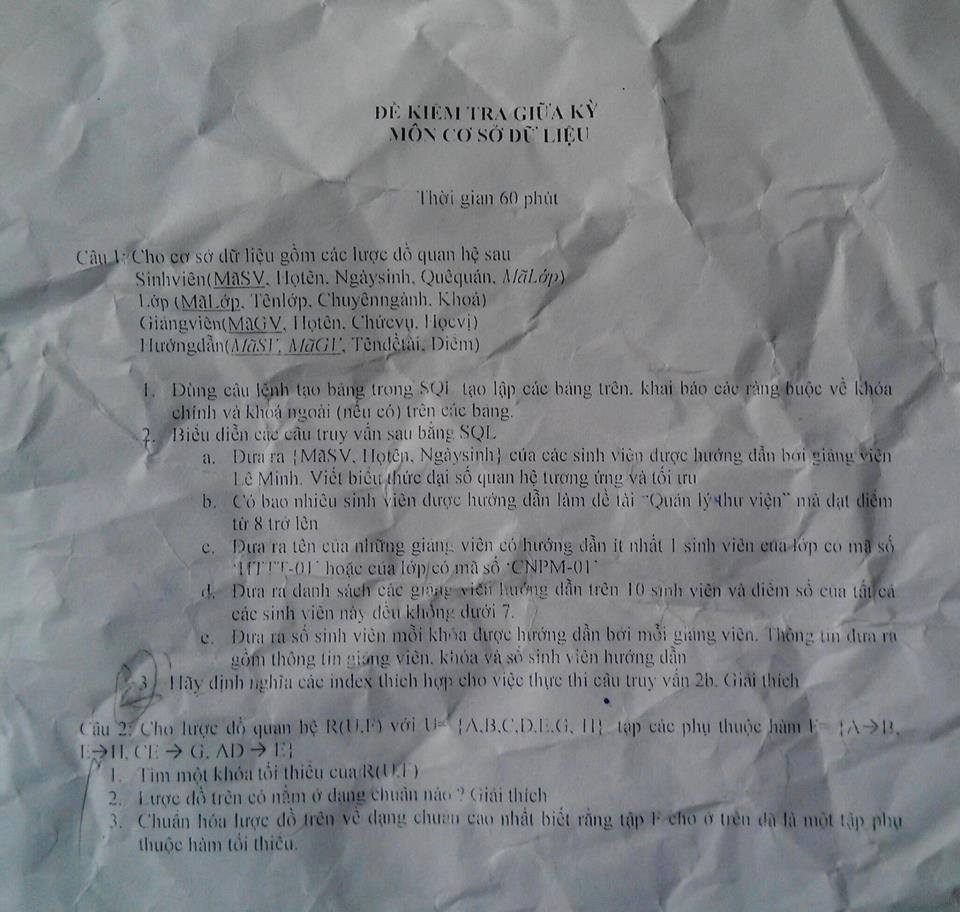 ĐỀ KIỂM TRA GIỮA KỲ
MÔN CƠ SỞ DỮ LIỆU
Thời gian 60 phút
Câu 1: Cho cơ sở dữ liệu gồm các lược đồ quan hệ sau
Sinhviên(MãSV, Họtên, Ngàysinh, Quêquán, MãLớp)
Lớp (MãLớp, Tênlớp, Chuyênngành, Khoá)
Giảngviên(MãGV, Họtên, Chứcvụ, Họcvị)
Hướngdẫn(MãSV, MãGV, Tênđềtài, Điểm)
1. Dùng câu lệnh tạo bảng trong SQL tạo lập các bảng trên, khai báo các ràng buộc về khóa
chính và khoá ngoài (nếu có) trên các bảng.
2. Biểu diễn các câu truy vấn sau bằng SQL
a. Đưa ra {MãSV, Họtên, Ngàysinh} của các sinh viên được hướng dẫn bởi giảng viên
Lê Minh. Viết biểu thức đại số quan hệ tương ứng và tối ưu
b. Có bao nhiêu sinh viên được hướng dẫn làm đề tài "Quản lý thư viện" mà đạt điểm
từ 8 trở lên
c. Đưa ra tên của những giảng viên có hướng dẫn ít nhất 1 sinh viên của lớp có mã số
'HTTT-01' hoặc của lớp có mã số 'CNPM-01'
d. Đưa ra danh sách các giảng viên hướng dẫn trên 10 sinh viên và điểm số của tất cả
các sinh viên này đều không dưới 7.
e. Đưa ra số sinh viên mỗi khóa được hướng dẫn bởi mỗi giảng viên. Thông tin đưa ra
gồm thông tin giảng viên, khóa và số sinh viên hướng dẫn
3. Hãy định nghĩa các index thích hợp cho việc thực thi câu truy vấn 2b. Giải thích
Câu 2: Cho lược đồ quan hệ R(U,F) với U= {A,B,C,D,E,G, H} tập các phụ thuộc hàm F= {A→B,
E→H, CE → G, AD → E}
1. Tìm một khóa tối thiểu của R(U,F)
2. Lược đồ trên có nằm ở dạng chuẩn nào ? Giải thích
3. Chuẩn hóa lược đồ trên về dạng chuẩn cao nhất biết rằng tập F cho ở trên đã là một tập phụ
thuộc hàm tối thiểu.